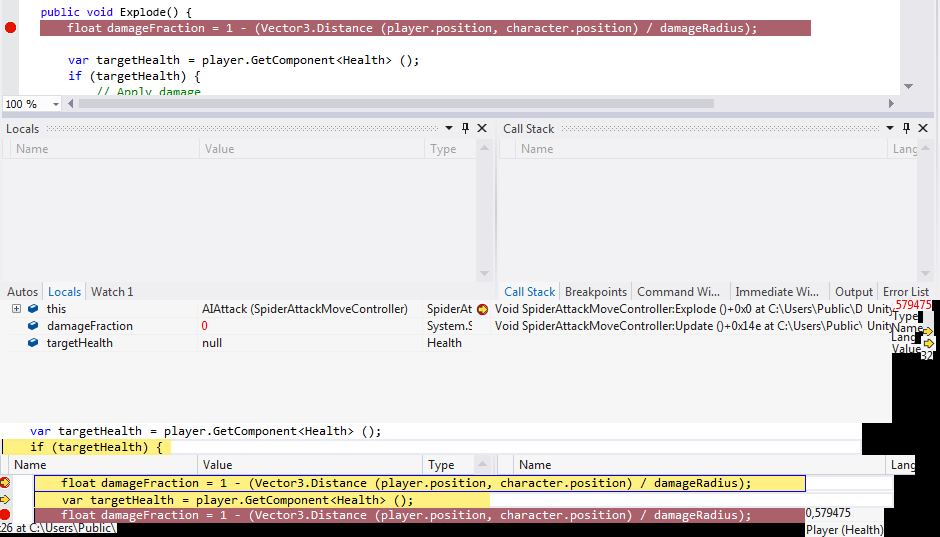 public void Explode() {
float damageFraction = 1 - (Vector3.Distance (player.position, character.position) / damageRadius);
var targetHealth = player.GetComponent<Health> ();
if (targetHealth) {
// Apply damage
100 %
Locals
Call Stack
Name Value Type
Name Lang
Autos Locals Watch 1
Call Stack Breakpoints Command Wi... Immediate Wi... Output Error List
this AIAttack (SpiderAttackMoveController) SpiderAt
Void SpiderAttackMoveController:Explode ()+0x0 at C:\Users\Public\D Unity
,579475
Type
damageFraction 0 System.S
Void SpiderAttackMoveController:Update ()+0x14e at C:\Users\Public\ Unity
Name
Lang
targetHealth null Health
Value
32
var targetHealth = player.GetComponent<Health> ();
if (targetHealth) {
Name Value Type
Name Lang
float damageFraction = 1 - (Vector3.Distance (player.position, character.position) / damageRadius);
var targetHealth = player.GetComponent<Health> ();
float damageFraction = 1 - (Vector3.Distance (player.position, character.position) / damageRadius);
0,579475
:26 at C:\Users\Public\
Player (Health)